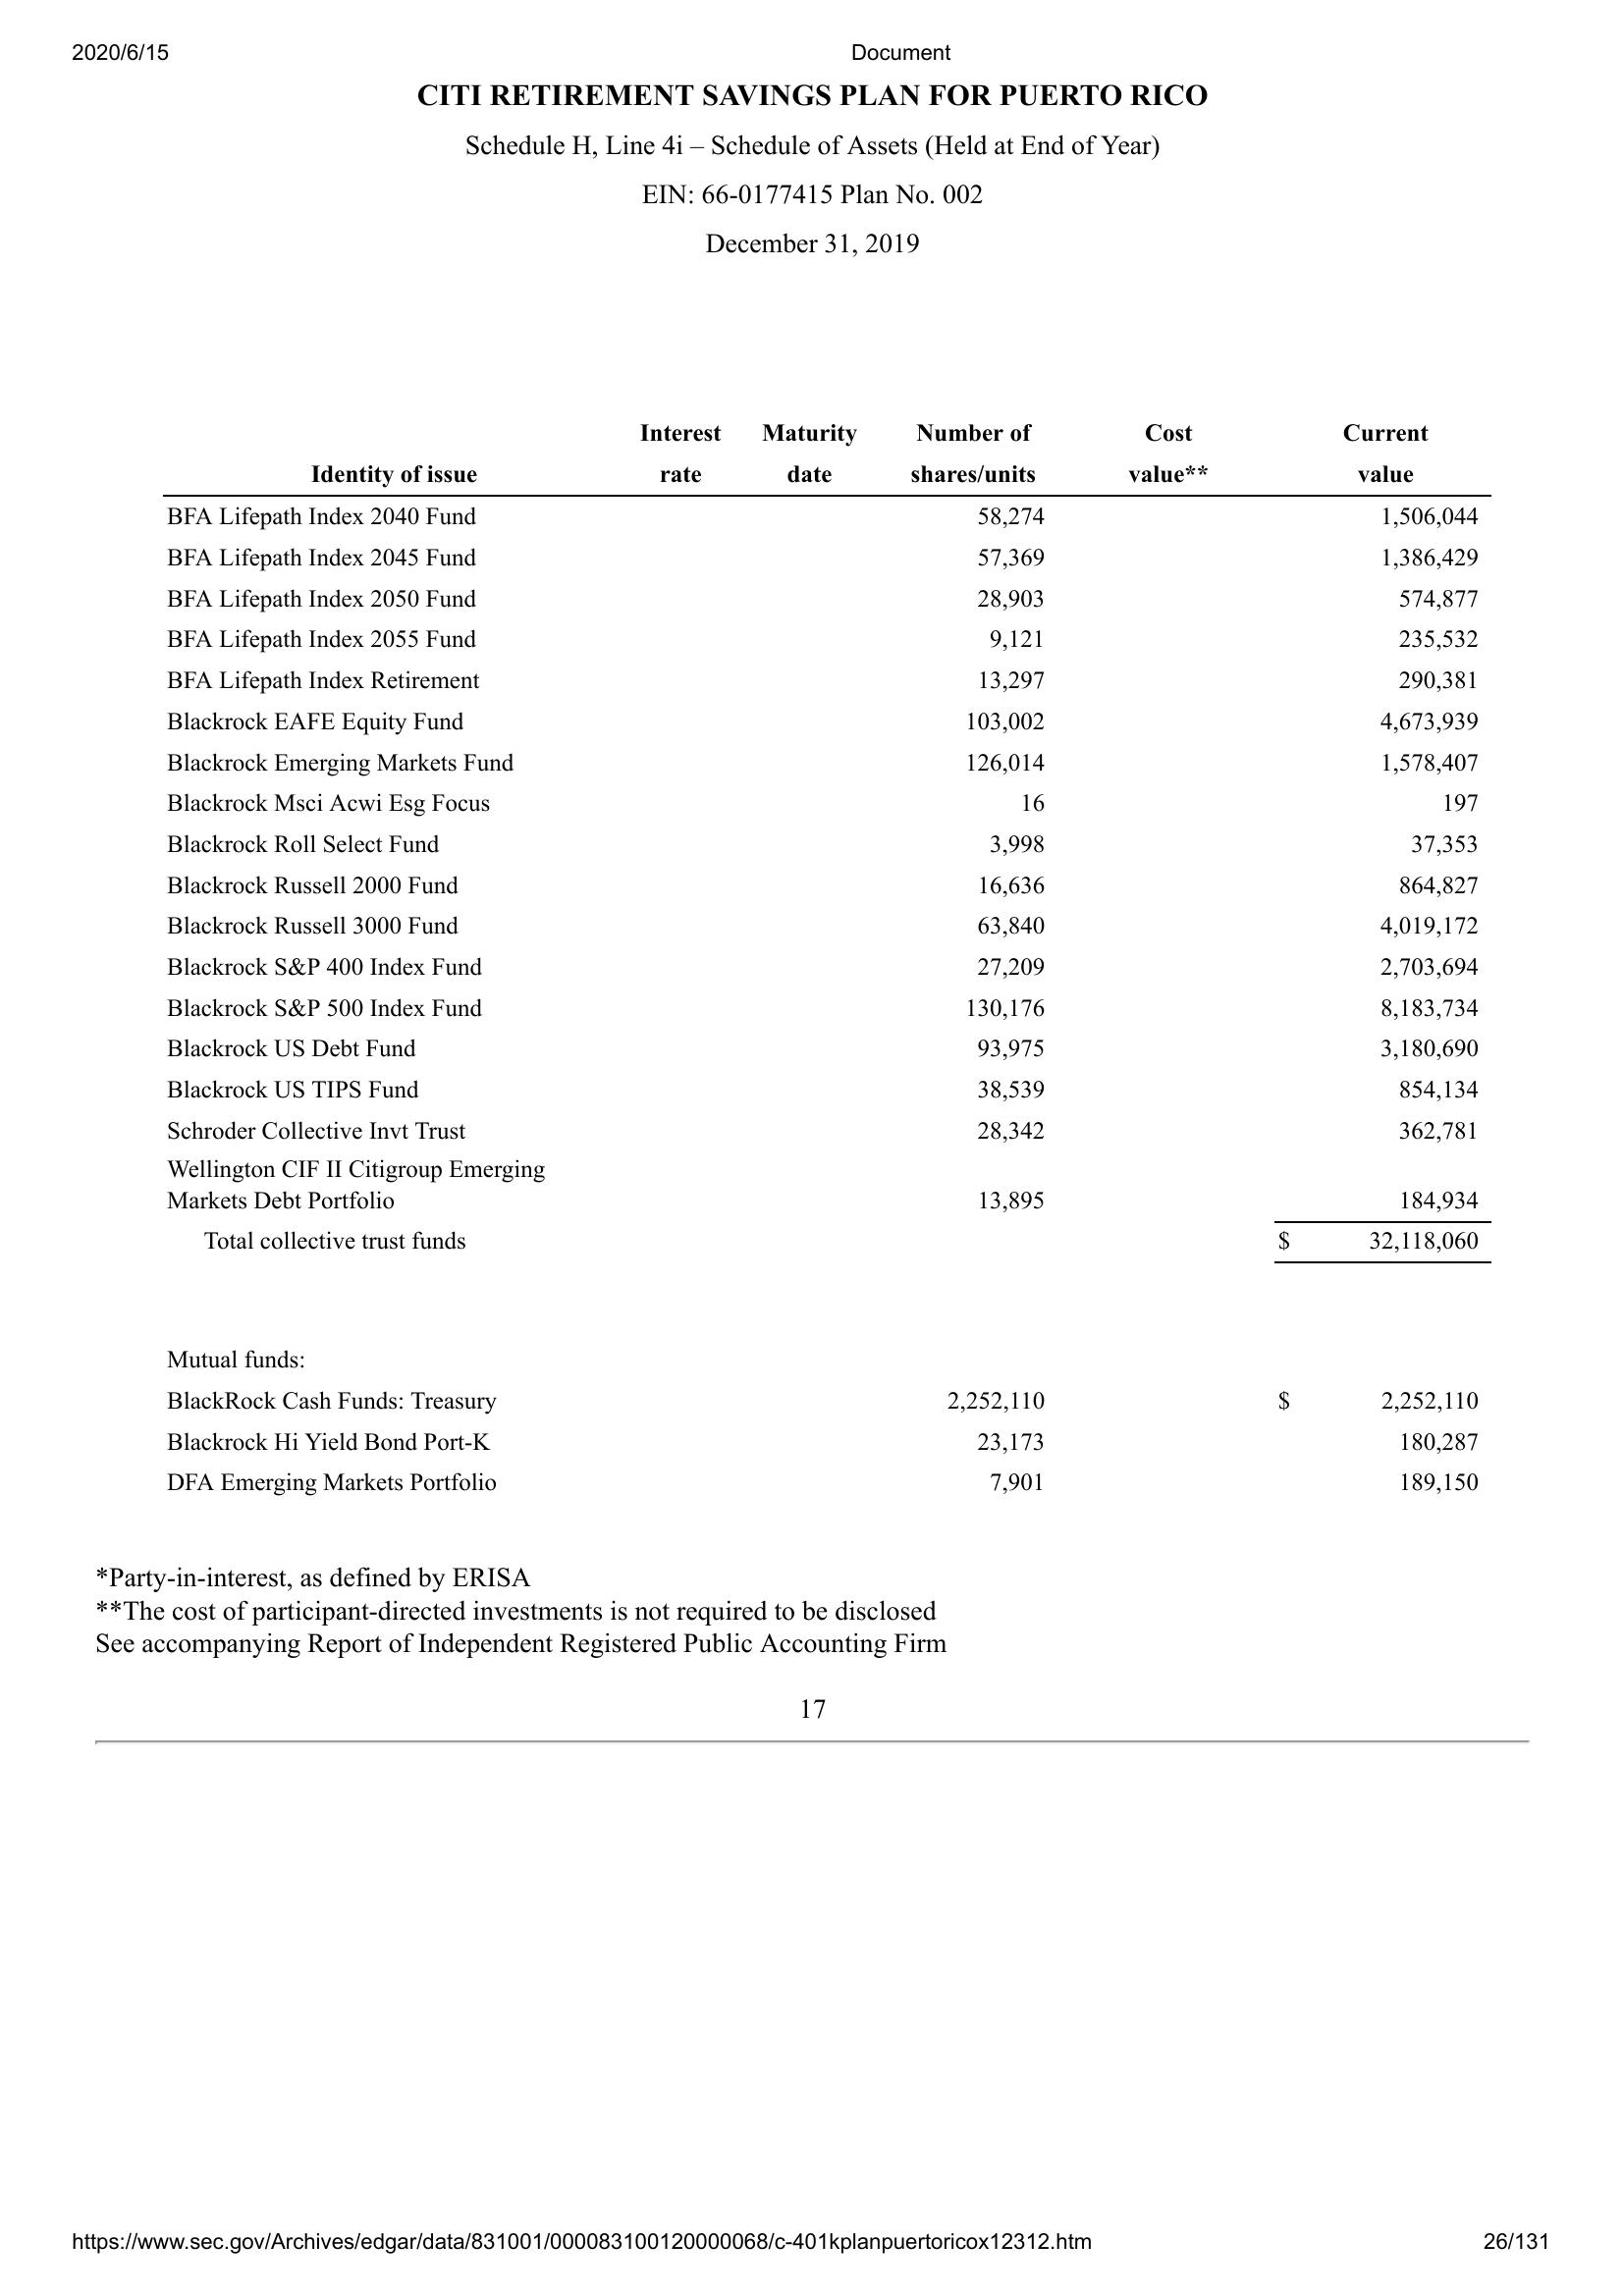 2020/6/15 Document
CITI RETIREMENT SAVINGS PLAN FOR PUERTO RICO
Schedule H, Line 4i – Schedule of Assets (Held at End of Year)
EIN: 66-0177415 Plan No. 002
December 31, 2019
Interest Maturity Number of Cost Current
Identity of issue rate date shares/units value** value
BFA Lifepath Index 2040 Fund 58,274 1,506,044
BFA Lifepath Index 2045 Fund 57,369 1,386,429
BFA Lifepath Index 2050 Fund 28,903 574,877
BFA Lifepath Index 2055 Fund 9,121 235,532
BFA Lifepath Index Retirement 13,297 290,381
Blackrock EAFE Equity Fund 103,002 4,673,939
Blackrock Emerging Markets Fund 126,014 1,578,407
Blackrock Msci Acwi Esg Focus 16 197
Blackrock Roll Select Fund 3,998 37,353
Blackrock Russell 2000 Fund 16,636 864,827
Blackrock Russell 3000 Fund 63,840 4,019,172
Blackrock S&P 400 Index Fund 27,209 2,703,694
Blackrock S&P 500 Index Fund 130,176 8,183,734
Blackrock US Debt Fund 93,975 3,180,690
Blackrock US TIPS Fund 38,539 854,134
Schroder Collective Invt Trust 28,342 362,781
Wellington CIF II Citigroup Emerging
Markets Debt Portfolio 13,895 184,934
Total collective trust funds $ 32,118,060
Mutual funds:
BlackRock Cash Funds: Treasury 2,252,110 $ 2,252,110
Blackrock Hi Yield Bond Port-K 23,173 180,287
DFA Emerging Markets Portfolio 7,901 189,150
*Party-in-interest, as defined by ERISA
**The cost of participant-directed investments is not required to be disclosed
See accompanying Report of Independent Registered Public Accounting Firm
17
https://www.sec.gov/Archives/edgar/data/831001/000083100120000068/c-401kplanpuertoricox12312.htm 26/131